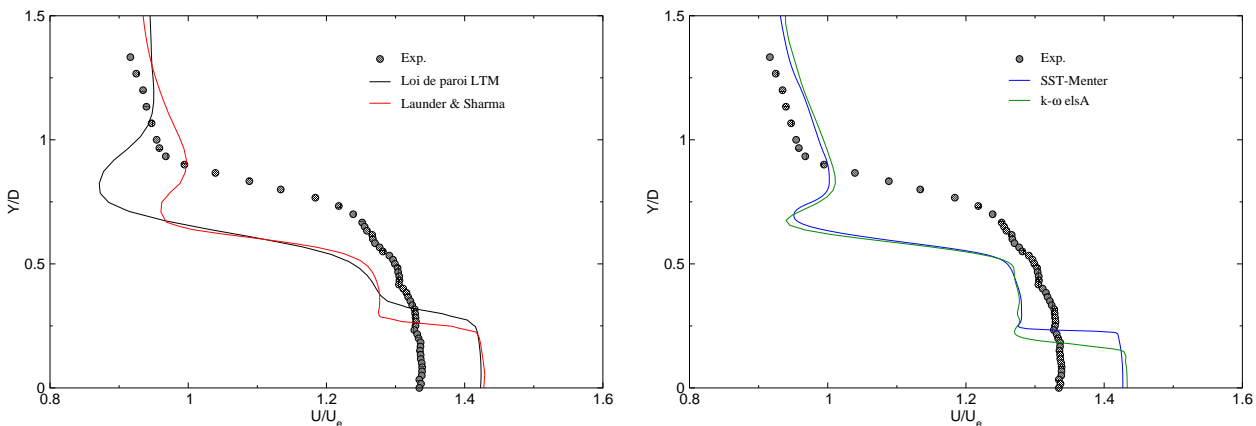 1.5
Exp.
Loi de paroi LTM
Launder & Sharma
1
Y/D
0.5
0
0.8
1
1.2
1.4
1.6
U/U_e
1.5
Exp.
SST-Menter
k-ω elsA
1
Y/D
0.5
0
0.8
1
1.2
1.4
1.6
U/U_e